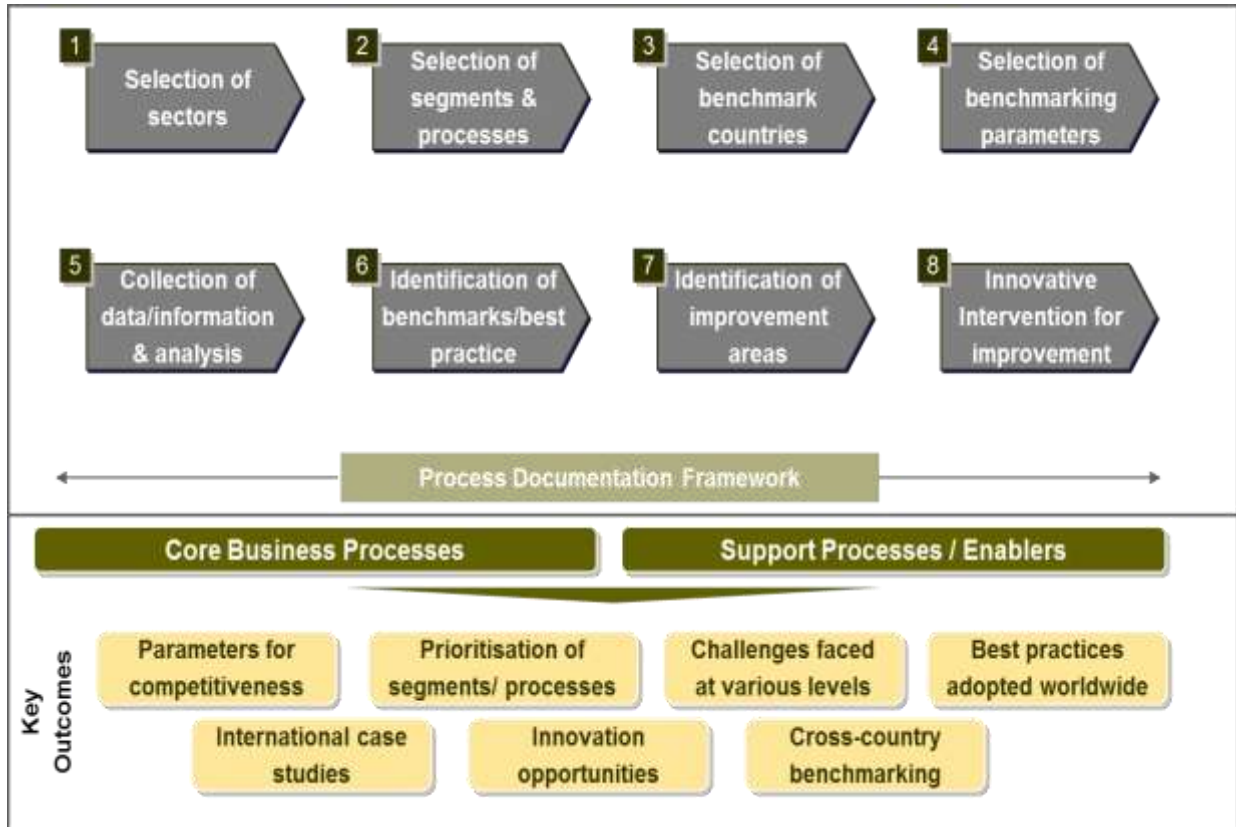 1
Selection of
sectors
2
Selection of
segments &
processes
3
Selection of
benchmark
countries
4
Selection of
benchmarking
parameters
5
Collection of
data/information
& analysis
6
Identification of
benchmarks/best
practice
7
Identification of
improvement
areas
8
Innovative
Intervention for
improvement
Process Documentation Framework
Core Business Processes
Support Processes / Enablers
Key
Outcomes
Parameters for
competitiveness
Prioritisation of
segments/ processes
Challenges faced
at various levels
Best practices
adopted worldwide
International case
studies
Innovation
opportunities
Cross-country
benchmarking